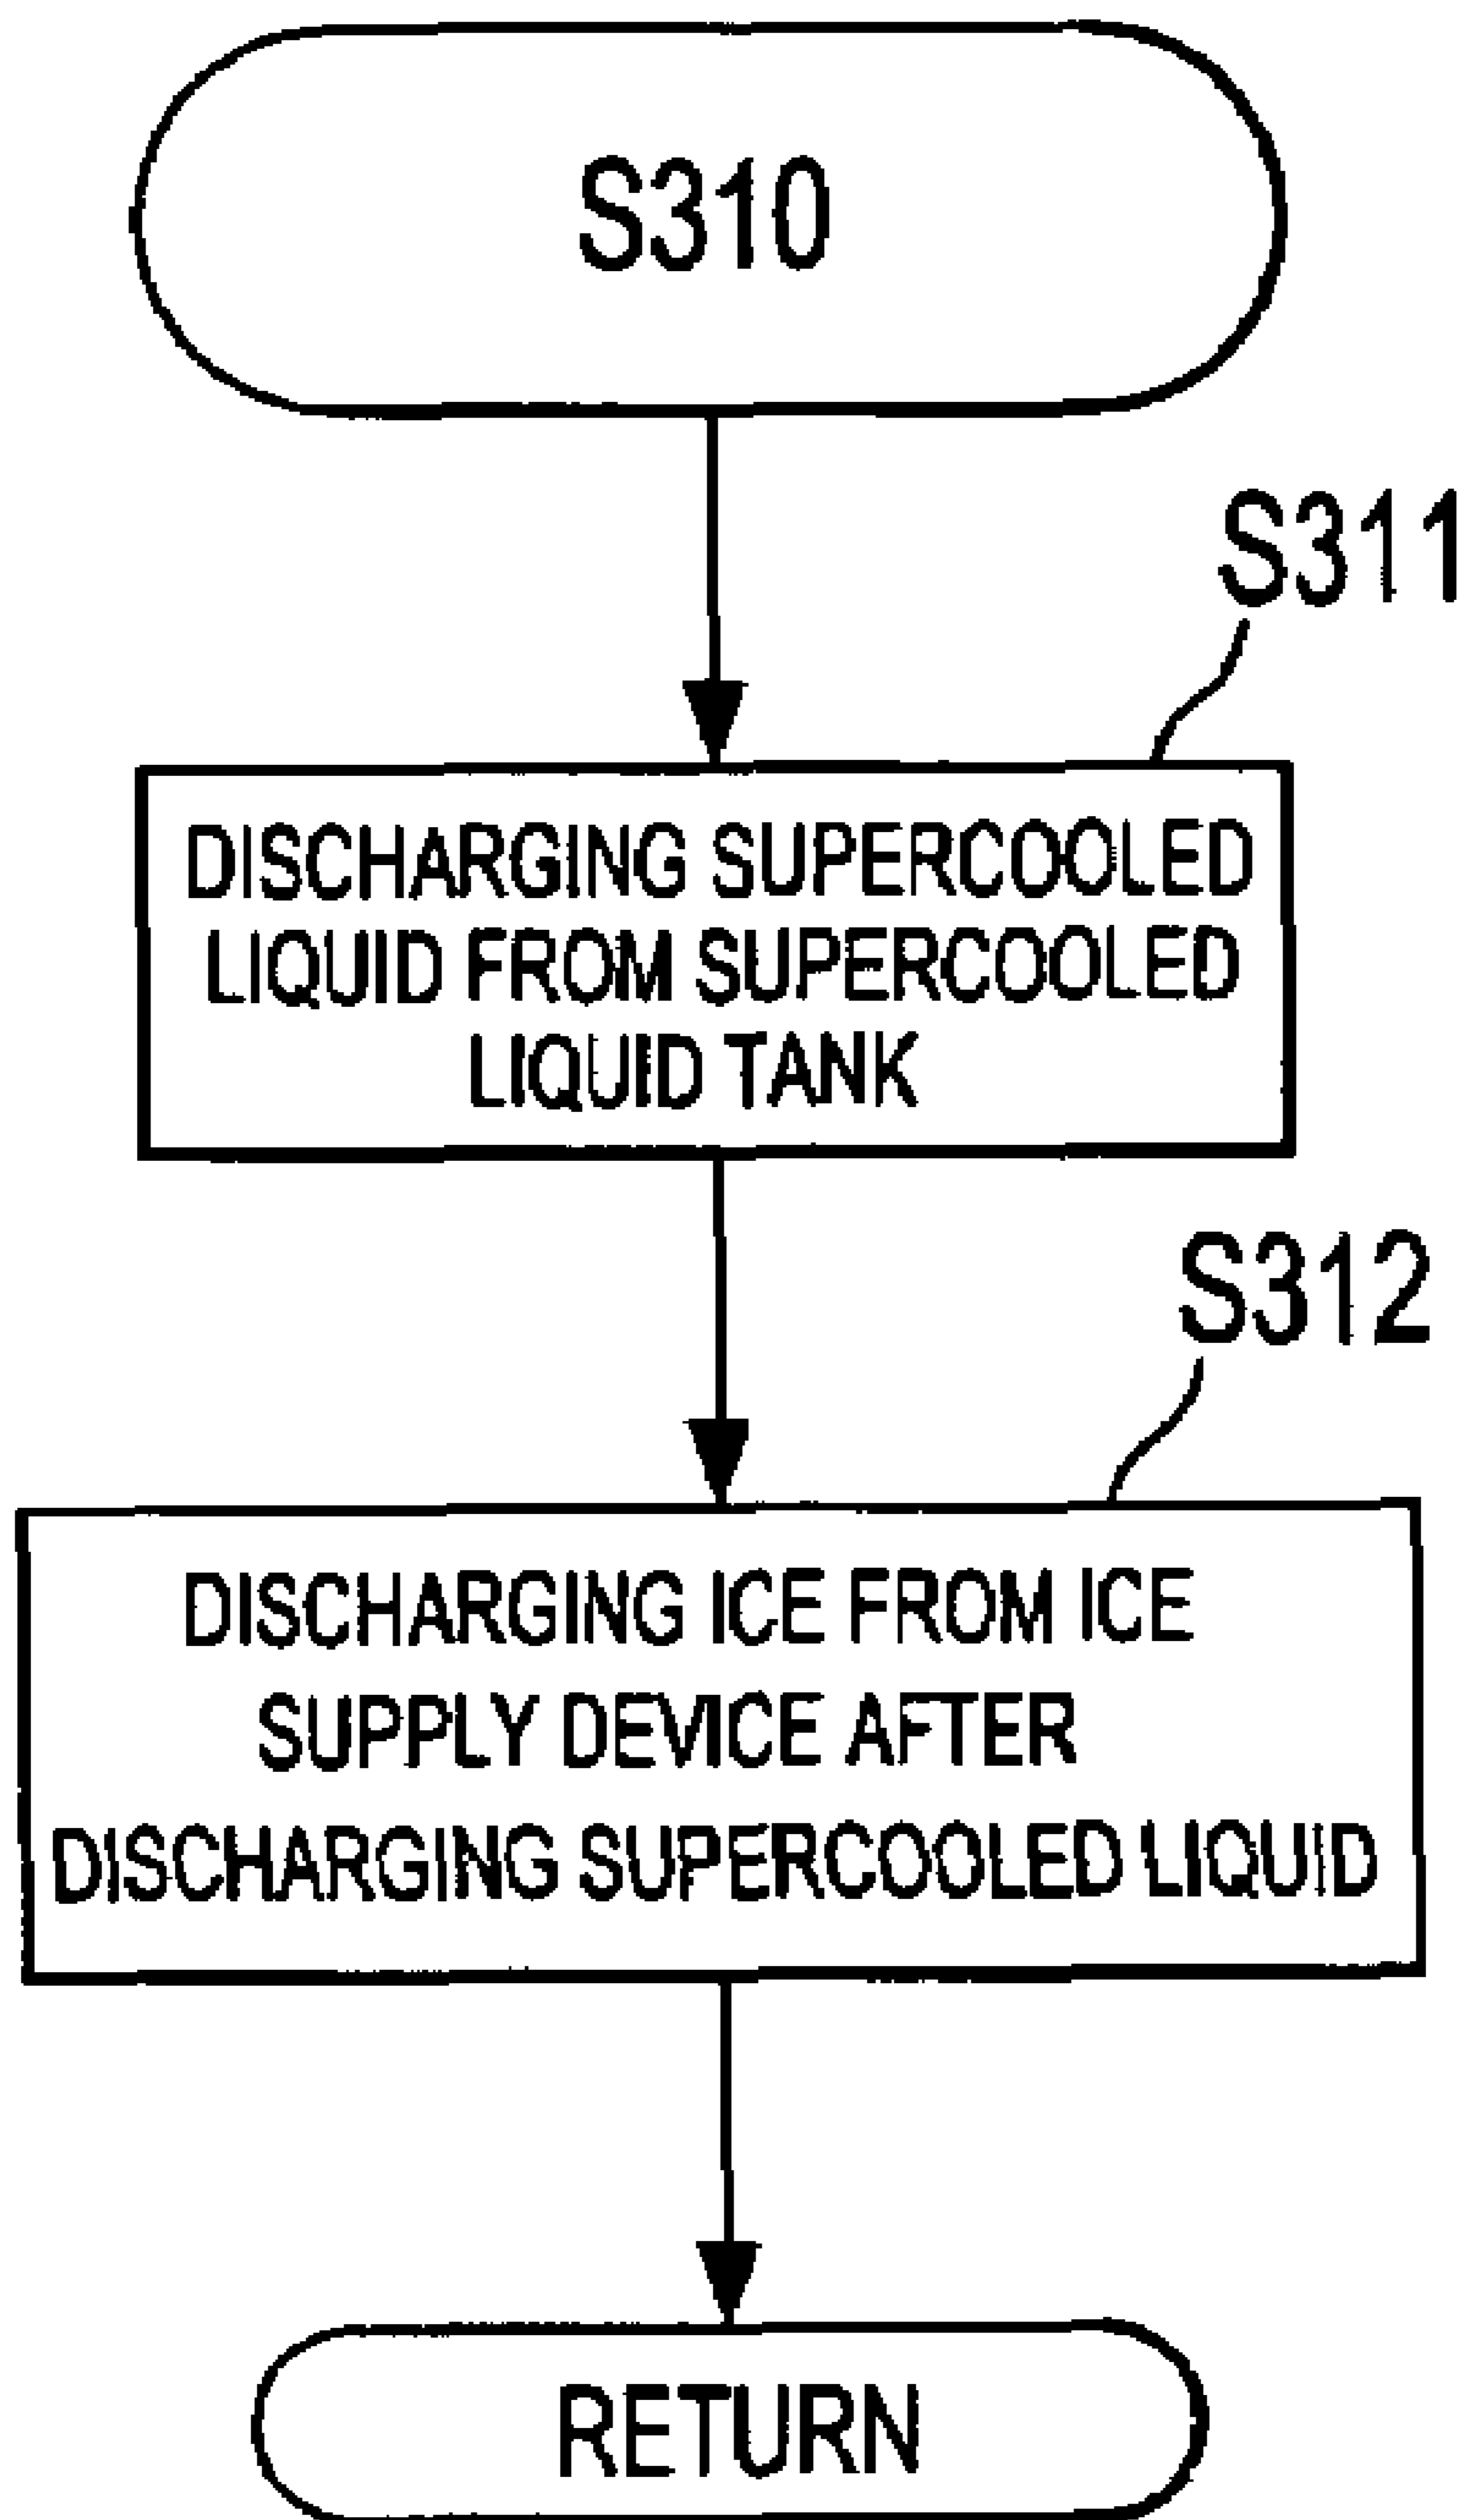 S310
S311
DISCHARGING SUPERCOOLED
LIQUID FROM SUPERCOOLED
LIQUID TANK
S312
DISCHARGING ICE FROM ICE
SUPPLY DEVICE AFTER
DISCHARGING SUPERCOOLED LIQUID
RETURN